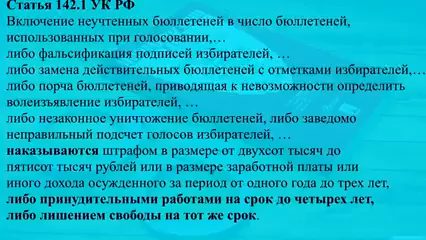 Статья 142.1 УК РФ
Включение неучтенных бюллетеней в число бюллетеней,
использованных при голосовании,…
либо фальсификация подписей избирателей, …
либо замена действительных бюллетеней с отметками избирателей,…
либо порча бюллетеней, приводящая к невозможности определить
волеизъявление избирателей, …
либо незаконное уничтожение бюллетеней, либо заведомо
неправильный подсчет голосов избирателей, …
наказываются штрафом в размере от двухсот тысяч до
пятисот тысяч рублей или в размере заработной платы или
иного дохода осужденного за период от одного года до трех лет,
либо принудительными работами на срок до четырех лет,
либо лишением свободы на тот же срок.